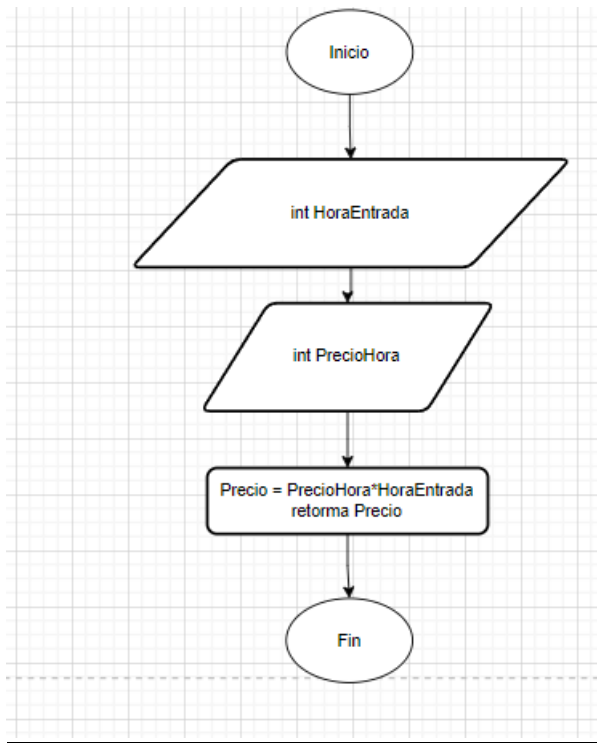 Inicio
int HoraEntrada
int PrecioHora
Precio = PrecioHora*HoraEntrada
retorma Precio
Fin